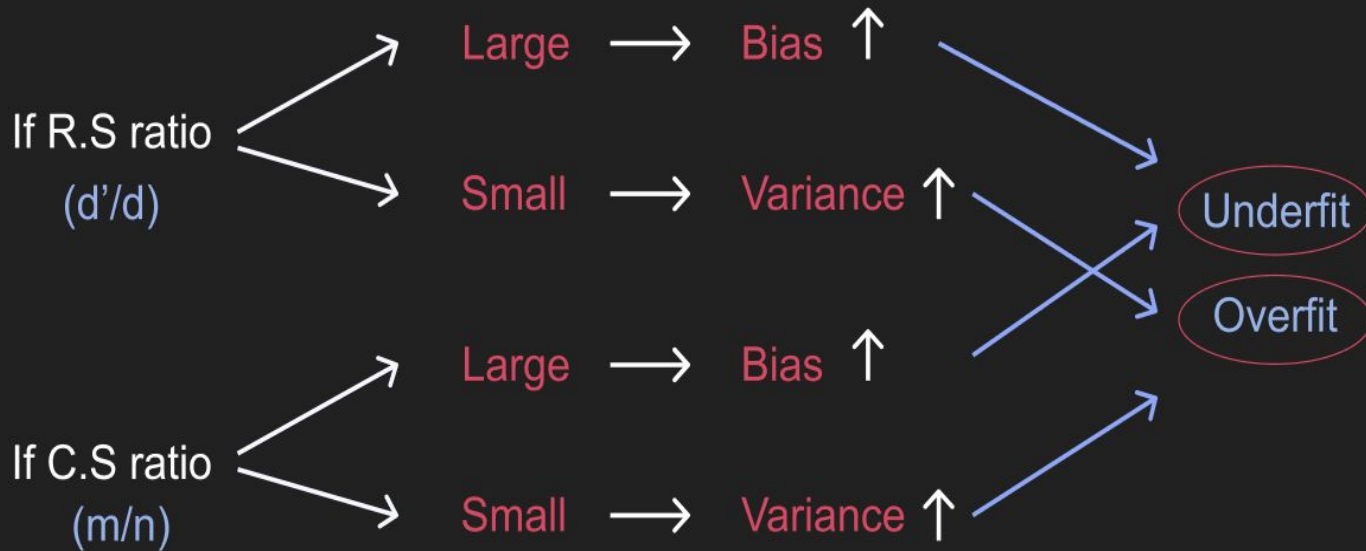 Large → Bias ↑
If R.S ratio
(d'/d)
Small → Variance ↑
Underfit
Overfit
Large → Bias ↑
If C.S ratio
(m/n)
Small → Variance ↑